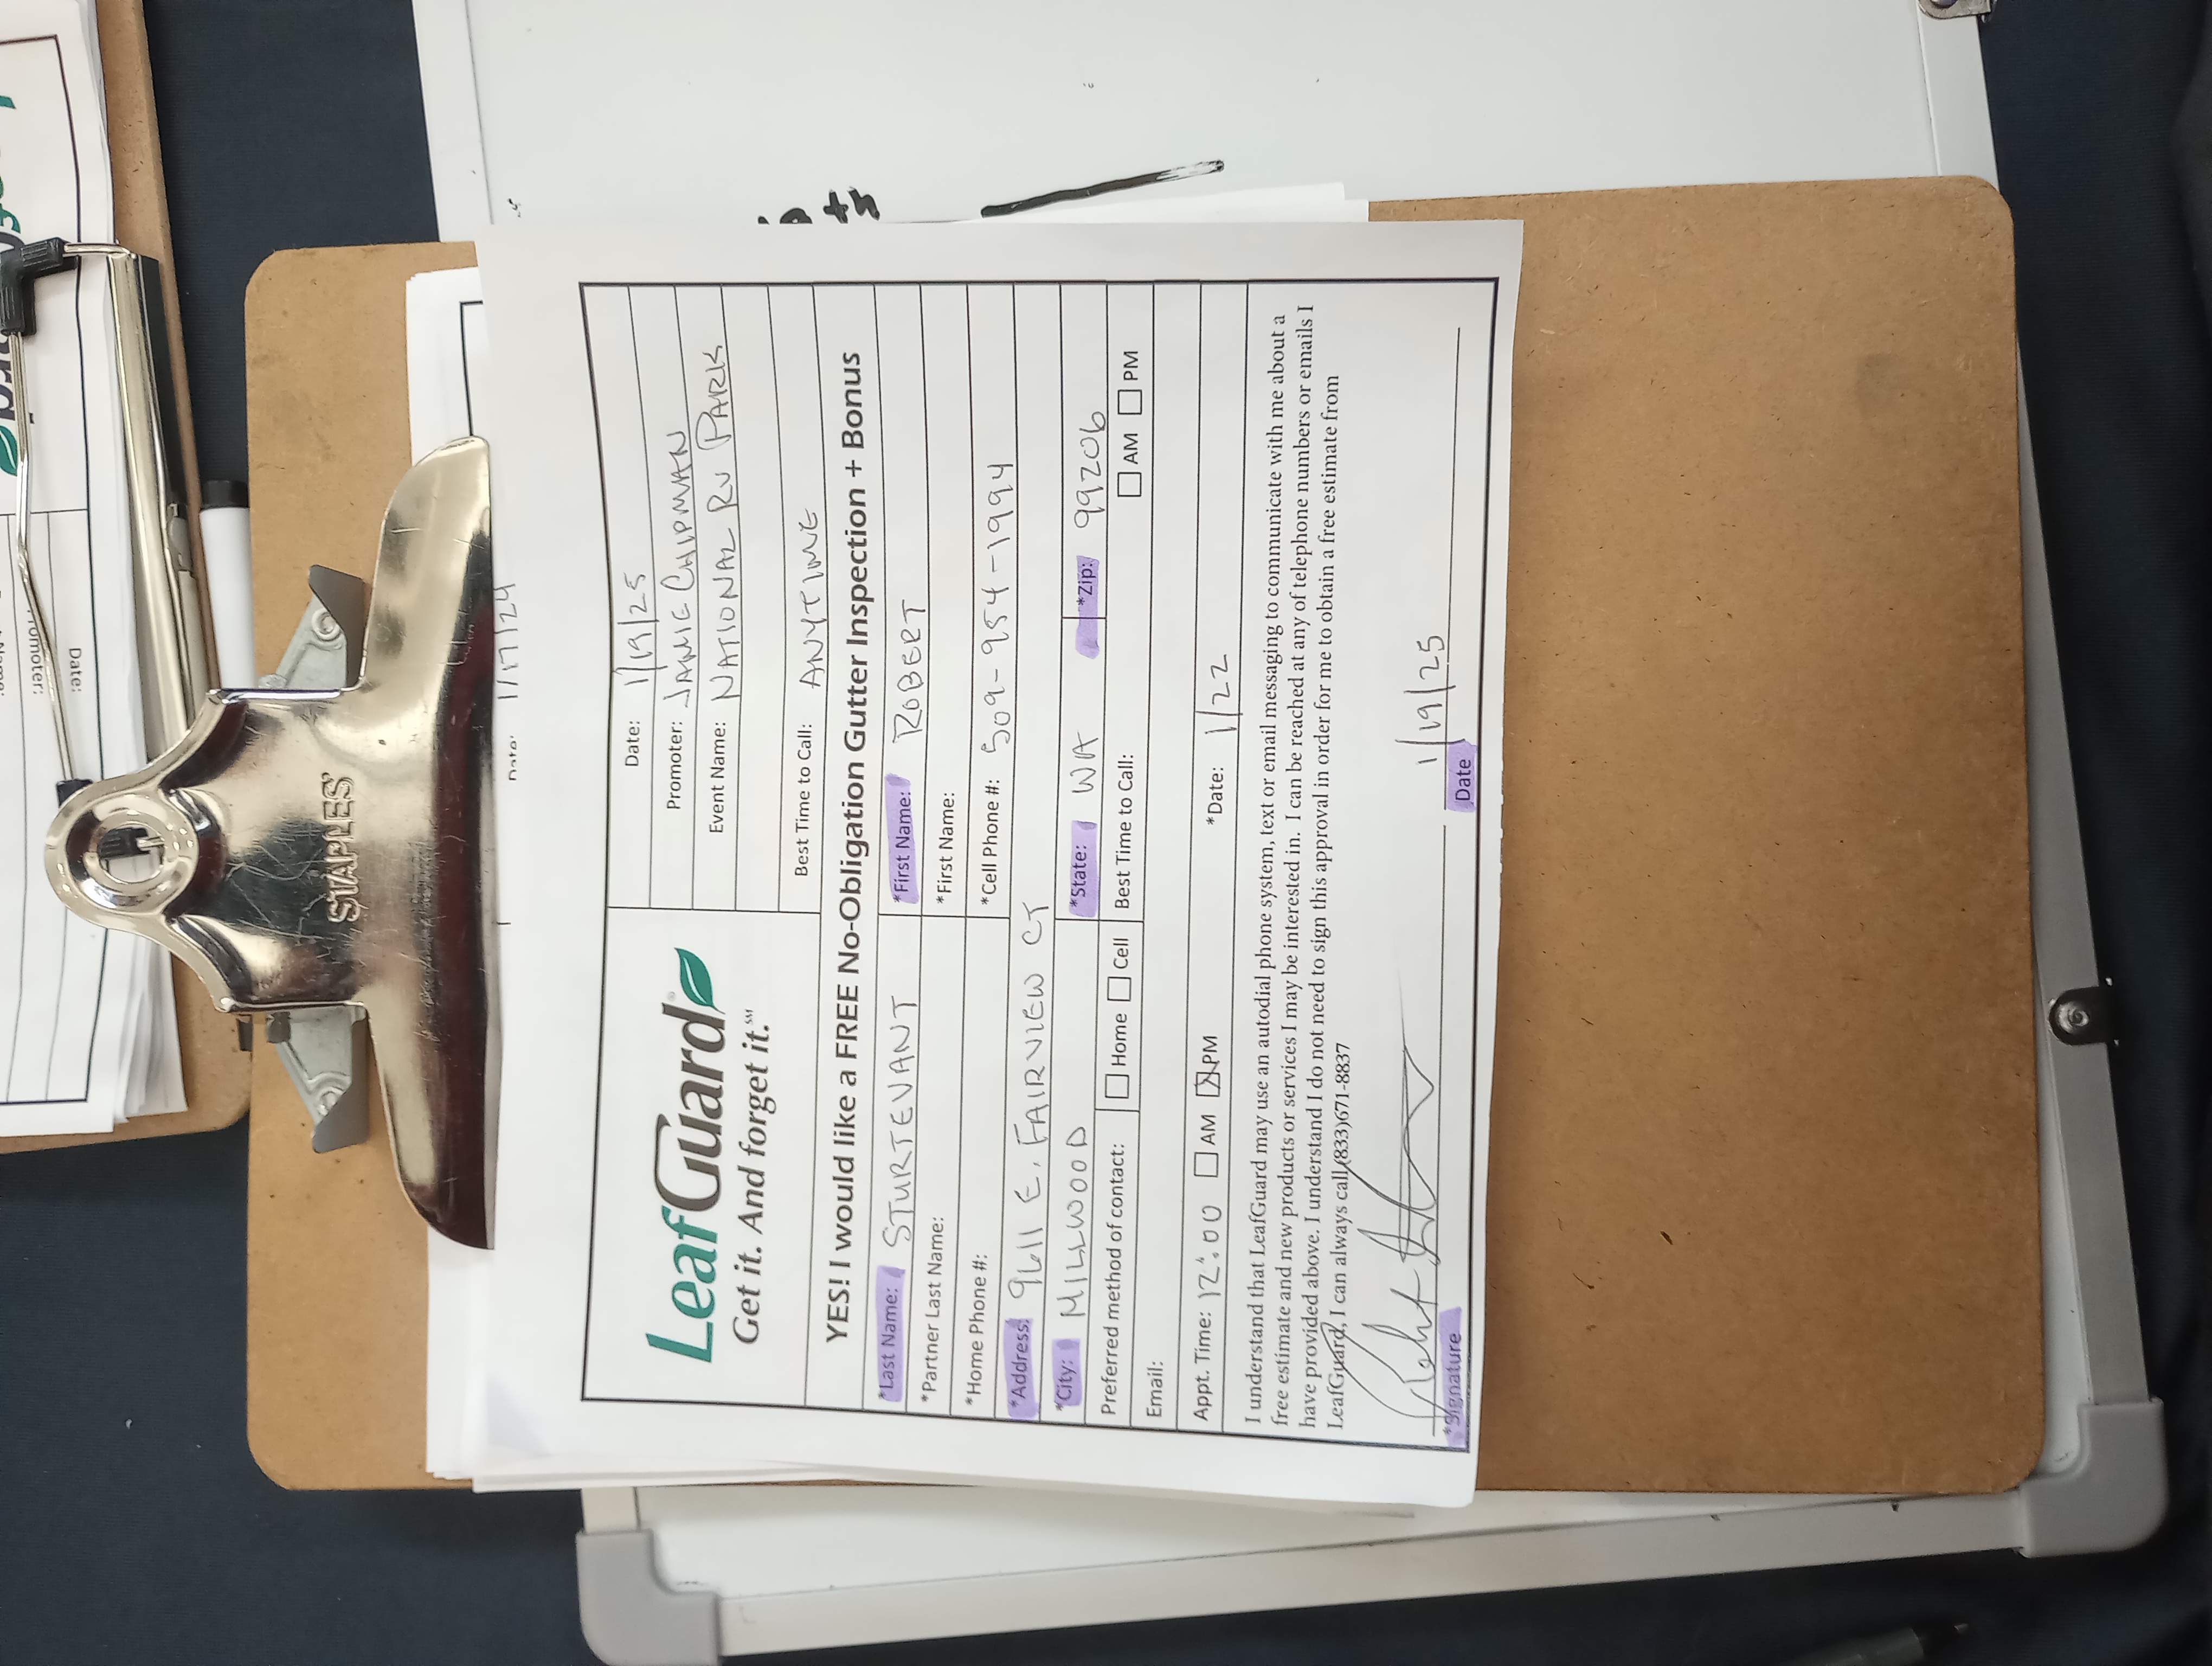 LeafGuard®
Get it. And forget it.℠
Date: 1/19/25
Promoter: JAMIE CHIPMAN
Event Name: NATIONAL RV PARK
Best Time to Call: ANYTIME
YES! I would like a FREE No-Obligation Gutter Inspection + Bonus
*Last Name: STURTEVANT *First Name: ROBERT
*Partner Last Name: *First Name:
*Home Phone #: *Cell Phone #: 509-954-1994
*Address: 9611 E. FAIRVIEW CT
*City: MILLWOOD *State: WA *Zip: 99206
Preferred method of contact: Home Cell Best Time to Call: AM PM
Email:
Appt. Time: 12:00 AM PM *Date: 1/22
I understand that LeafGuard may use an autodial phone system, text or email messaging to communicate with me about a
free estimate and new products or services I may be interested in. I can be reached at any of telephone numbers or emails I
have provided above. I understand I do not need to sign this approval in order for me to obtain a free estimate from
LeafGuard, I can always call (833)671-8837
1/19/25
*Signature Date
STAPLES
Date: 1/17/24
Date: